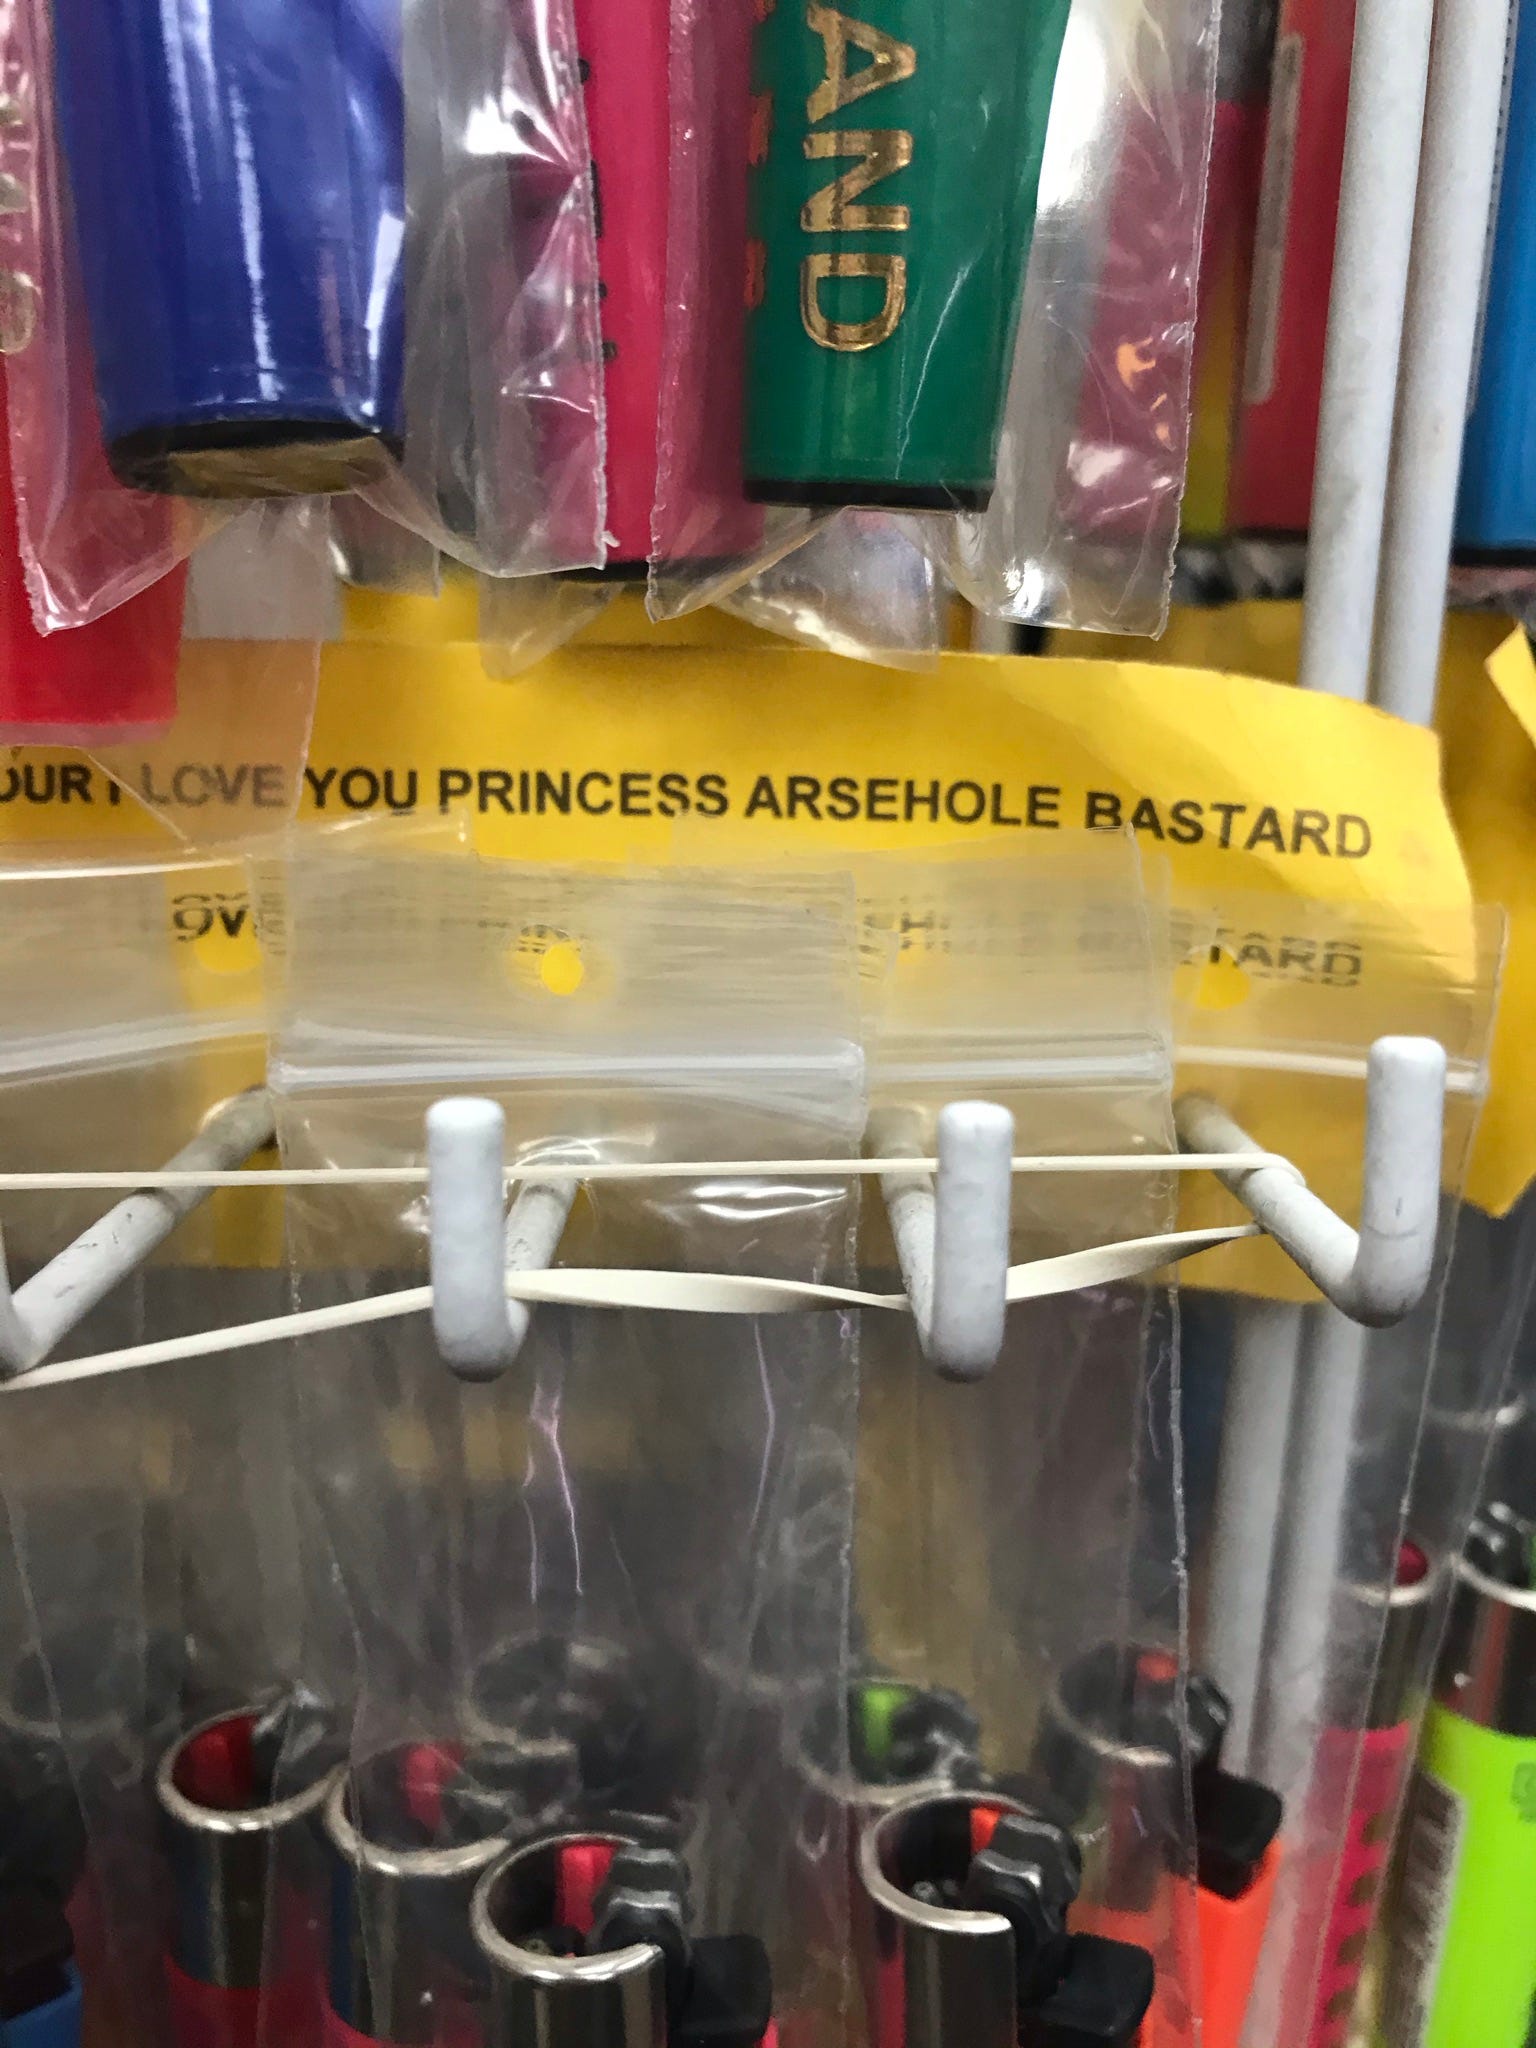 AND
OUR I LOVE YOU PRINCESS ARSEHOLE BASTARD